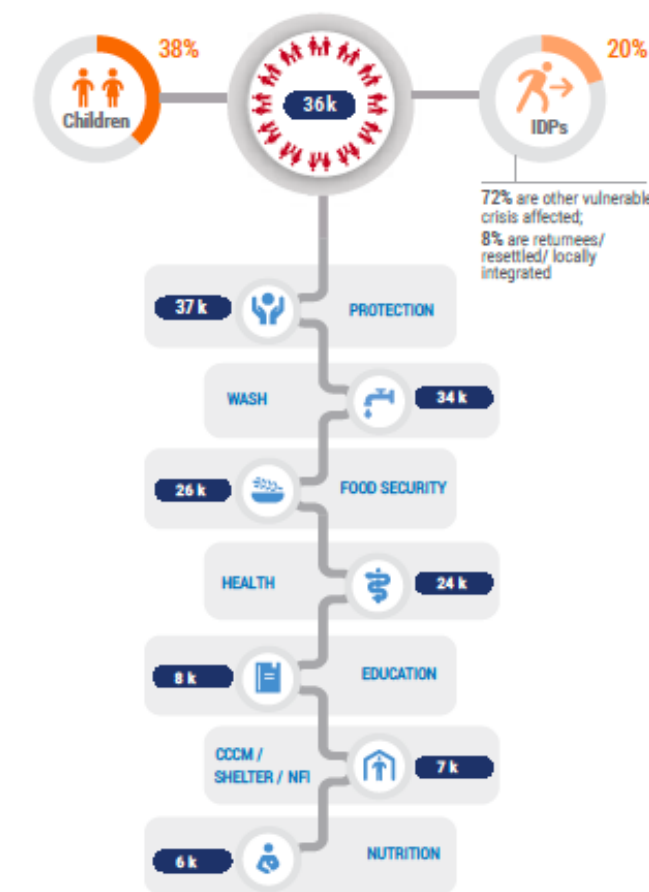 38%
Children
36k
20%
IDPs
72% are other vulnerable
crisis affected;
8% are returnees/
resettled/ locally
integrated
37 k
PROTECTION
WASH
34 k
26 k
FOOD SECURITY
HEALTH
24 k
8 k
EDUCATION
CCCM /
SHELTER / NFI
7 k
6 k
NUTRITION